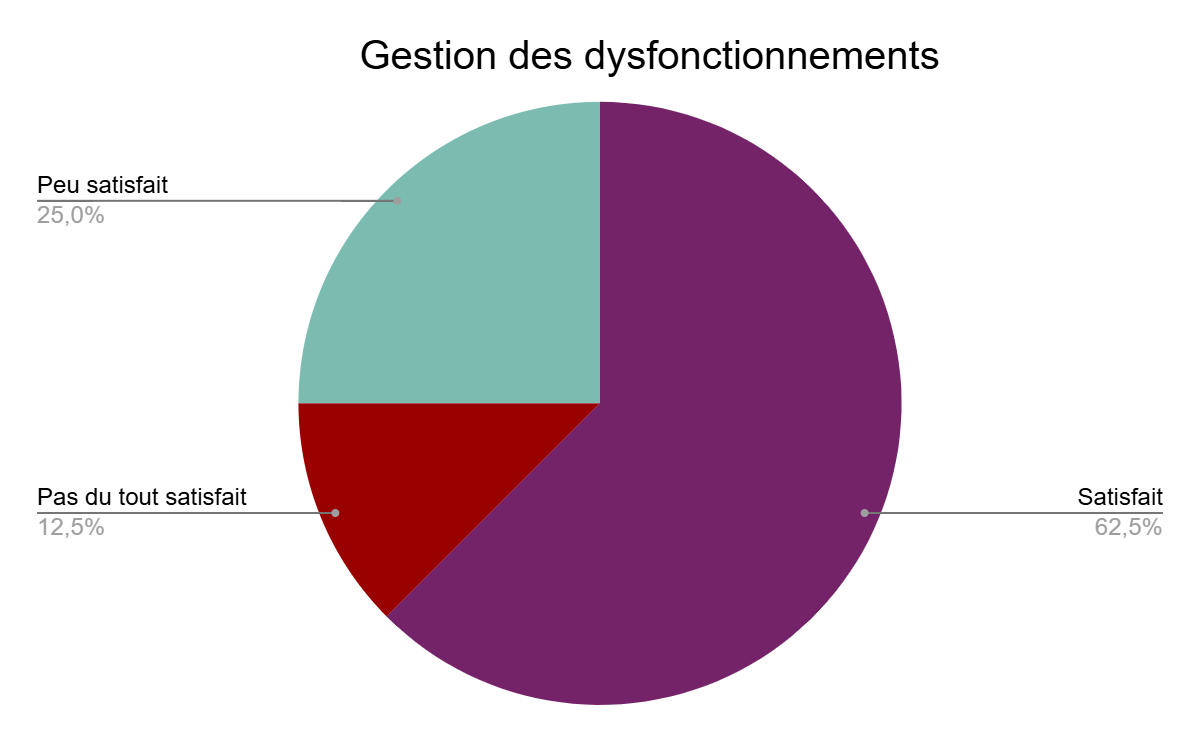 Gestion des dysfonctionnements
Peu satisfait
25,0%
Pas du tout satisfait
12,5%
Satisfait
62,5%